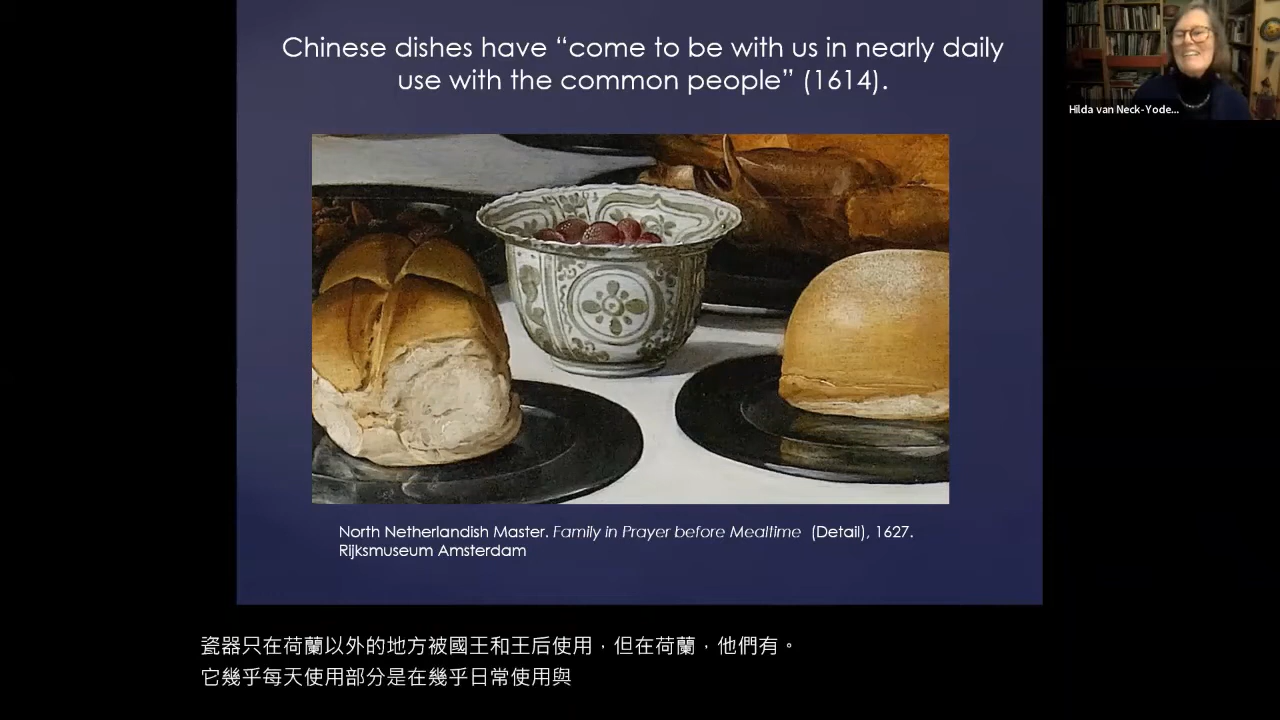 Chinese dishes have “come to be with us in nearly daily
use with the common people” (1614).
Hilda van Neck-Yode...
North Netherlandish Master. Family in Prayer before Mealtime (Detail), 1627.
Rijksmuseum Amsterdam
瓷器只在荷蘭以外的地方被國王和王后使用，但在荷蘭，他們有。
它幾乎每天使用部分是在幾乎日常使用與